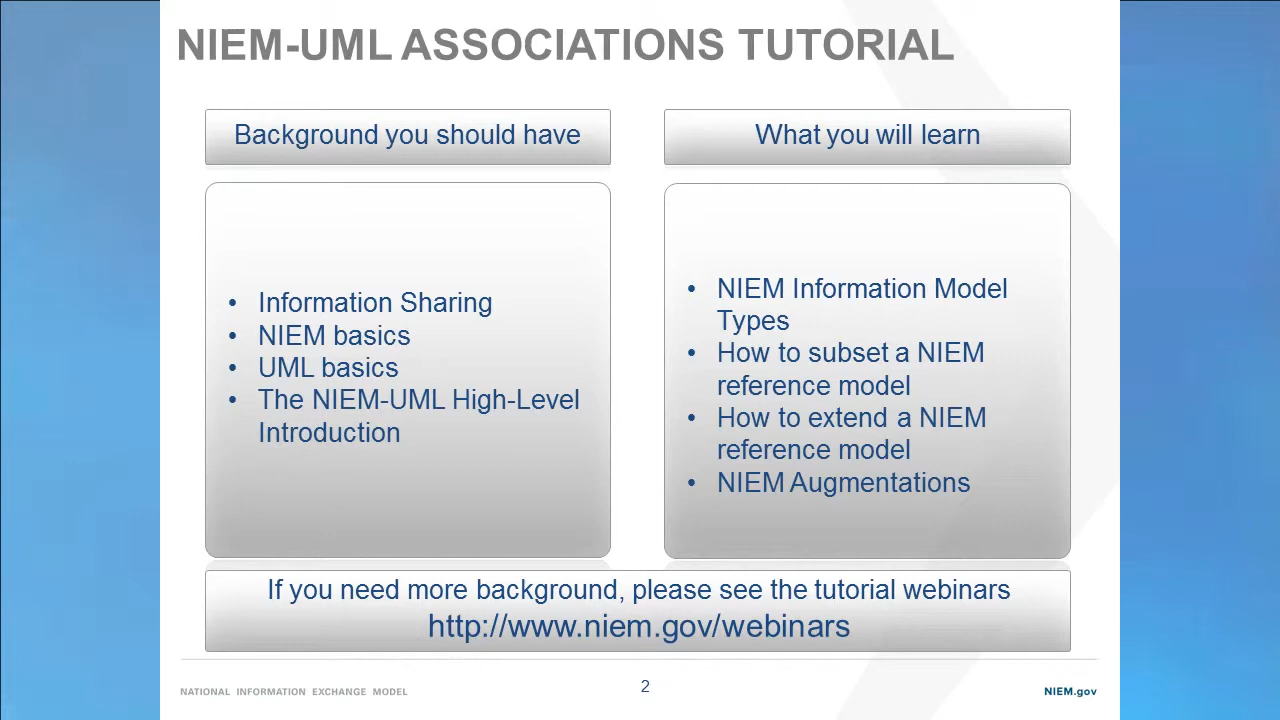 NIEM-UML ASSOCIATIONS TUTORIAL
Background you should have
• Information Sharing
• NIEM basics
• UML basics
• The NIEM-UML High-Level
Introduction
What you will learn
• NIEM Information Model
Types
• How to subset a NIEM
reference model
• How to extend a NIEM
reference model
• NIEM Augmentations
If you need more background, please see the tutorial webinars
http://www.niem.gov/webinars
NATIONAL INFORMATION EXCHANGE MODEL
2
NIEM.gov